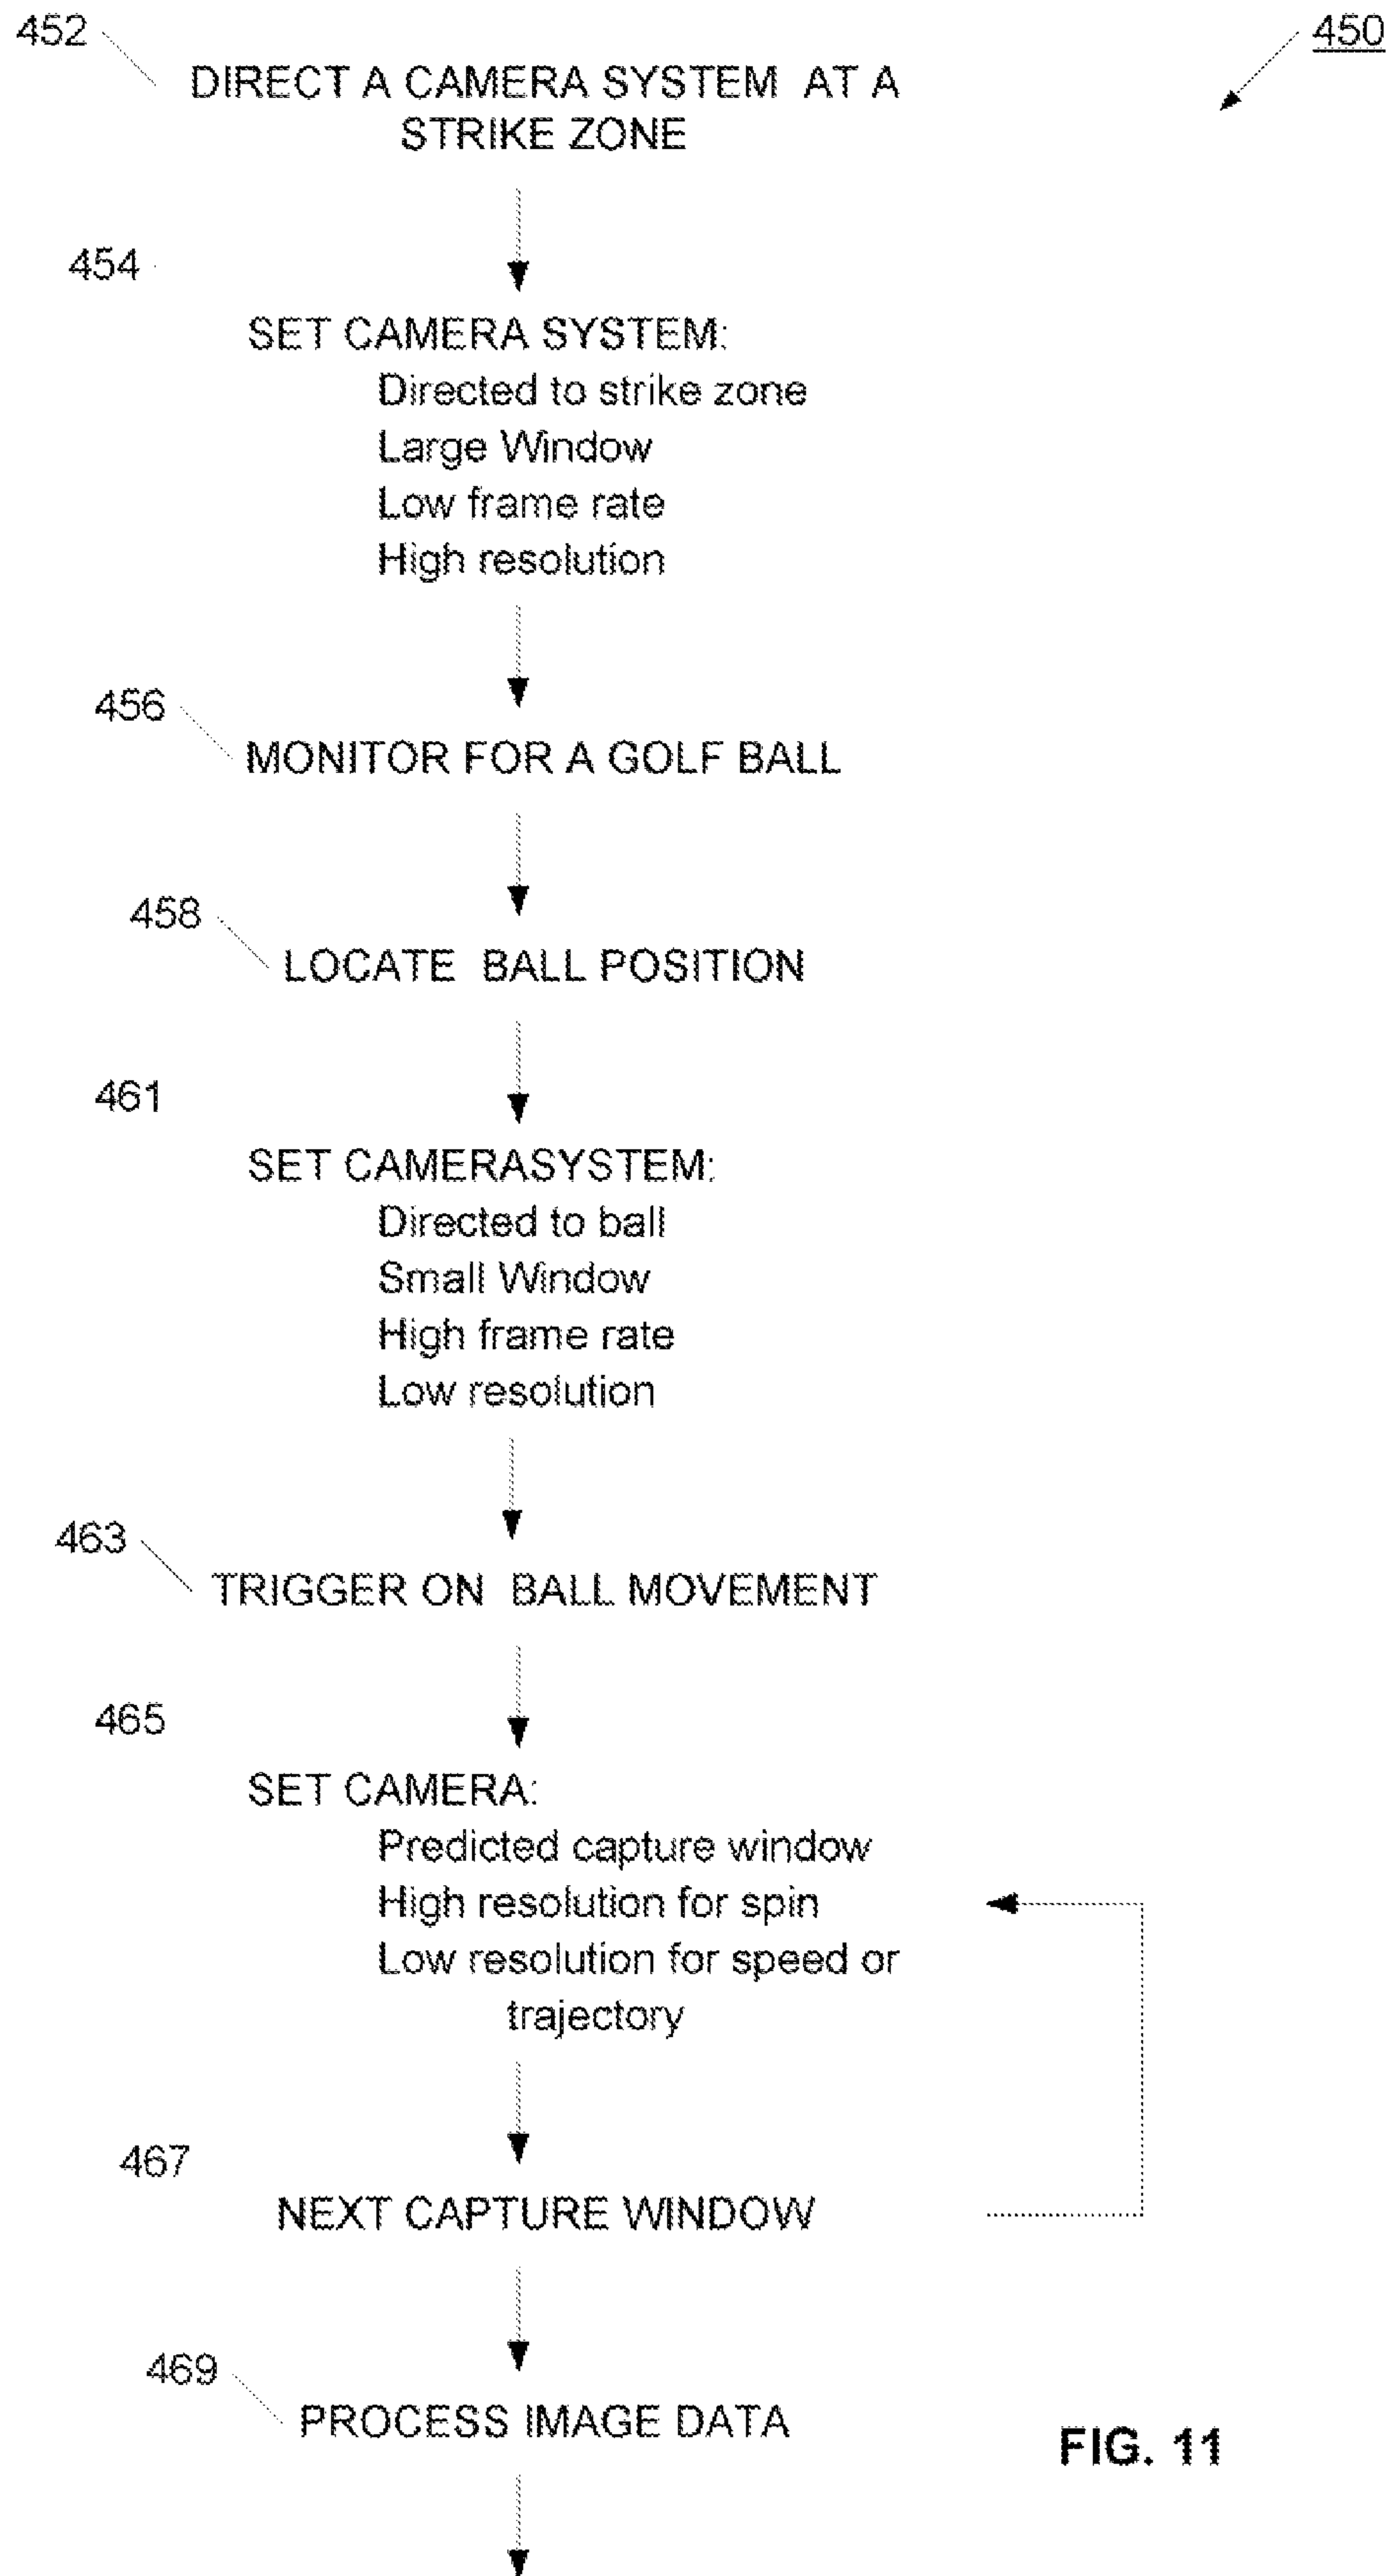 452
450
DIRECT A CAMERA SYSTEM AT A
STRIKE ZONE
454
SET CAMERA SYSTEM:
Directed to strike zone
Large Window
Low frame rate
High resolution
456
MONITOR FOR A GOLF BALL
458
LOCATE BALL POSITION
461
SET CAMERASYSTEM:
Directed to ball
Small Window
High frame rate
Low resolution
463
TRIGGER ON BALL MOVEMENT
465
SET CAMERA:
Predicted capture window
High resolution for spin
Low resolution for speed or
trajectory
467
NEXT CAPTURE WINDOW
469
PROCESS IMAGE DATA
FIG. 11